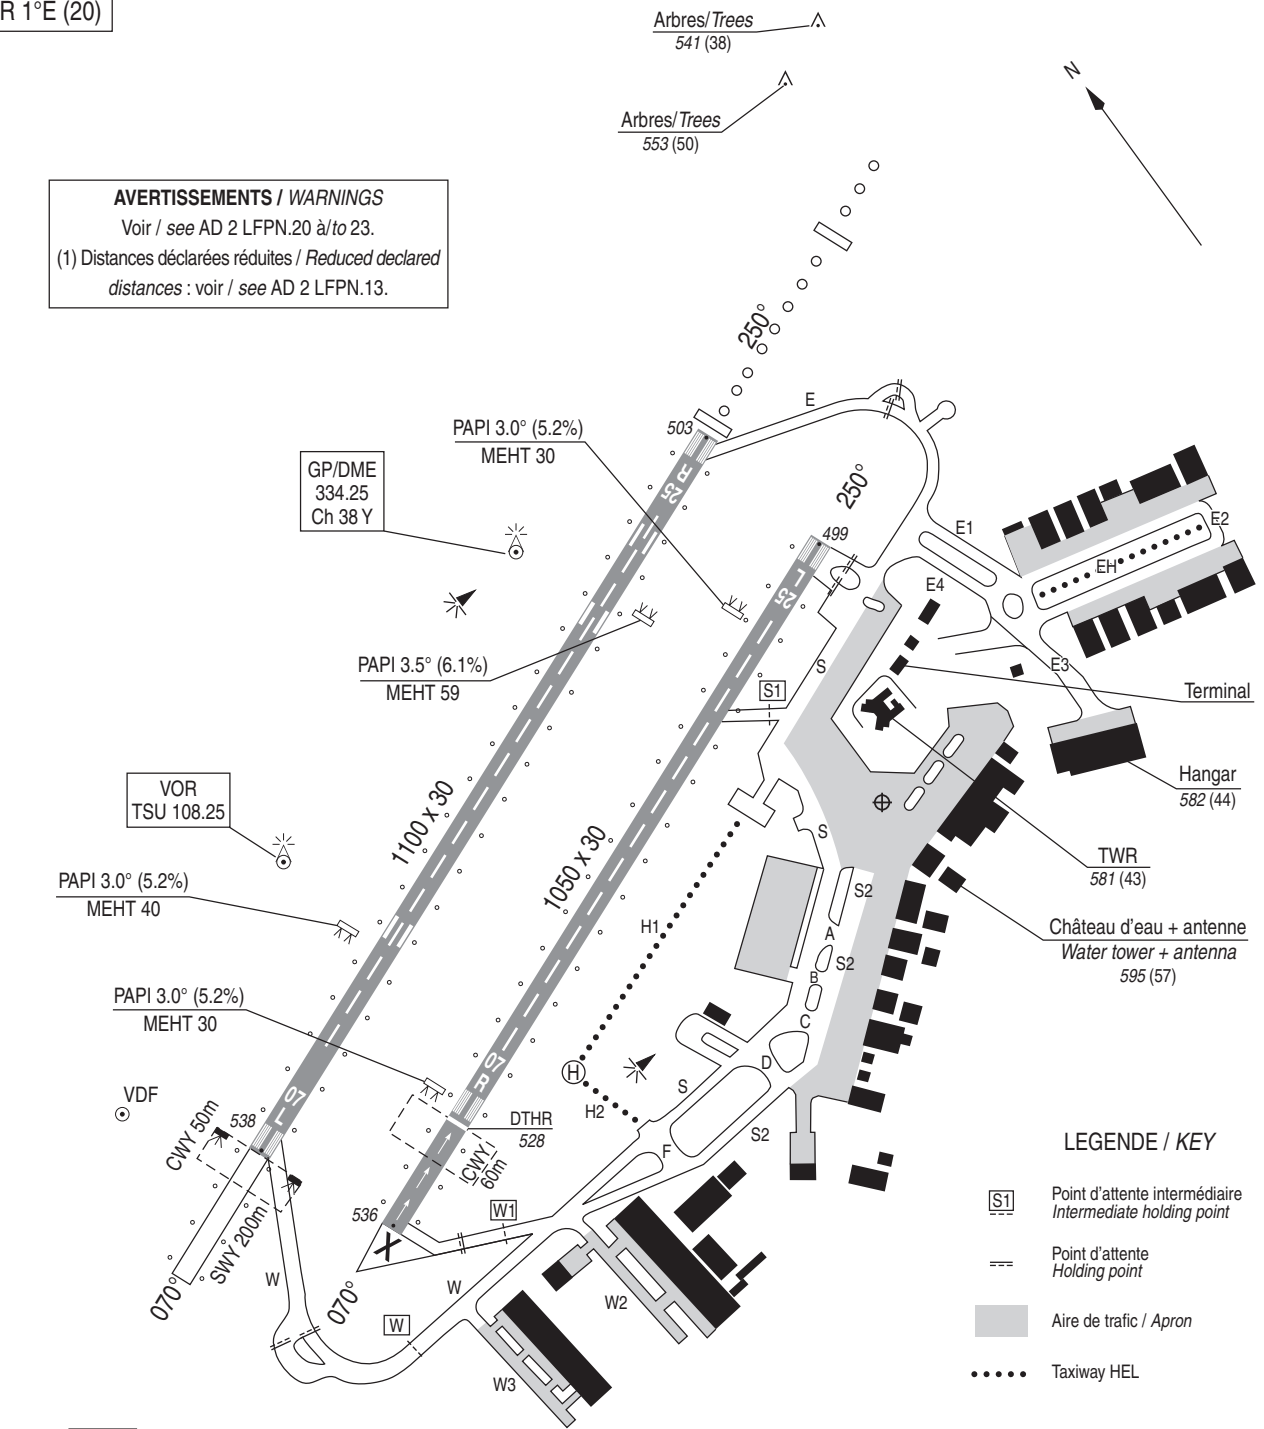 R 1°E (20)
Arbres/Trees
541 (38)
Arbres/Trees
553 (50)
N
AVERTISSEMENTS / WARNINGS
Voir / see AD 2 LFPN.20 à/to 23.
(1) Distances déclarées réduites / Reduced declared
distances : voir / see AD 2 LFPN.13.
250°
E
503
PAPI 3.0° (5.2%)
MEHT 30
GP/DME
334.25
Ch 38 Y
R
25
250°
499
L
25
E1
E2
EH
E4
E3
PAPI 3.5° (6.1%)
MEHT 59
S
S1
Terminal
Hangar
582 (44)
VOR
TSU 108.25
1100 x 30
1050 x 30
S
TWR
581 (43)
PAPI 3.0° (5.2%)
MEHT 40
S2
H1
A
S2
B
Château d'eau + antenne
Water tower + antenna
595 (57)
PAPI 3.0° (5.2%)
MEHT 30
C
D
07
R
H
S
H2
VDF
07
L
538
CWY 50m
DTHR
528
CWY
60m
S2
F
LEGENDE / KEY
S1
Point d'attente intermédiaire
Intermediate holding point
Point d'attente
Holding point
Aire de trafic / Apron
Taxiway HEL
536
W1
SWY 200m
070°
W
070°
W
W
W2
W3